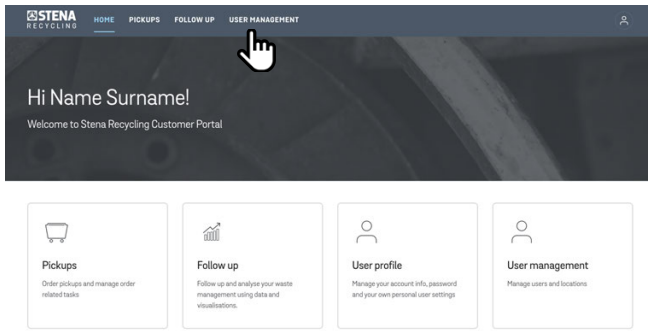 STENA
RECYCLING
HOME PICKUPS FOLLOW UP USER MANAGEMENT
Hi Name Surname!
Welcome to Stena Recycling Customer Portal
Pickups
Order pickups and manage order
related tasks
Follow up
Follow up and analyse your waste
management using data and
visualisations.
User profile
Manage your account info, password
and your own personal user settings
User management
Manage users and locations